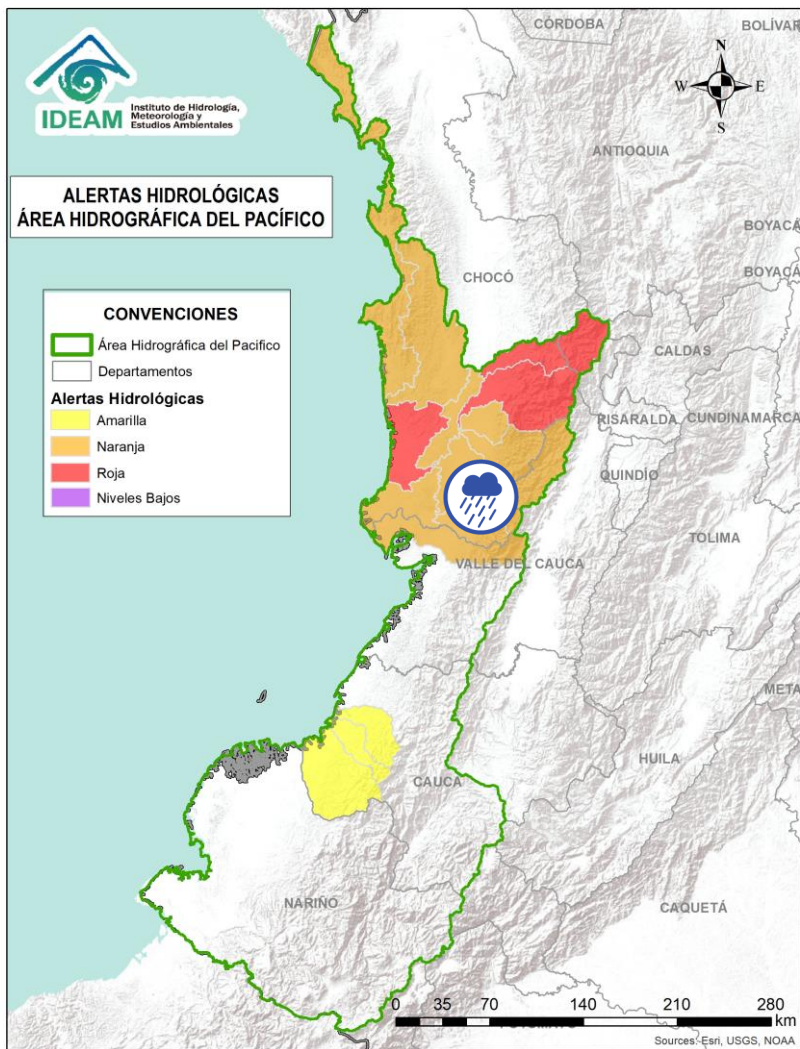 IDEAM
Instituto de Hidrología,
Meteorología y
Estudios Ambientales
ALERTAS HIDROLÓGICAS
ÁREA HIDROGRÁFICA DEL PACÍFICO
CONVENCIONES
Área Hidrográfica del Pacifico
Departamentos
Alertas Hidrológicas
Amarilla
Naranja
Roja
Niveles Bajos
CÓRDOBA
BOLÍVAR
N
W
E
S
ANTIOQUIA
BOYACÁ
BOYACÁ
CHOCÓ
CALDAS
RISARALDA
CUNDINAMARCA
QUINDÍO
TOLIMA
VALLE DEL CAUCA
META
HUILA
CAUCA
NARIÑO
CAQUETÁ
0 35 70 140 210 280
km
Sources: Esri, USGS, NOAA